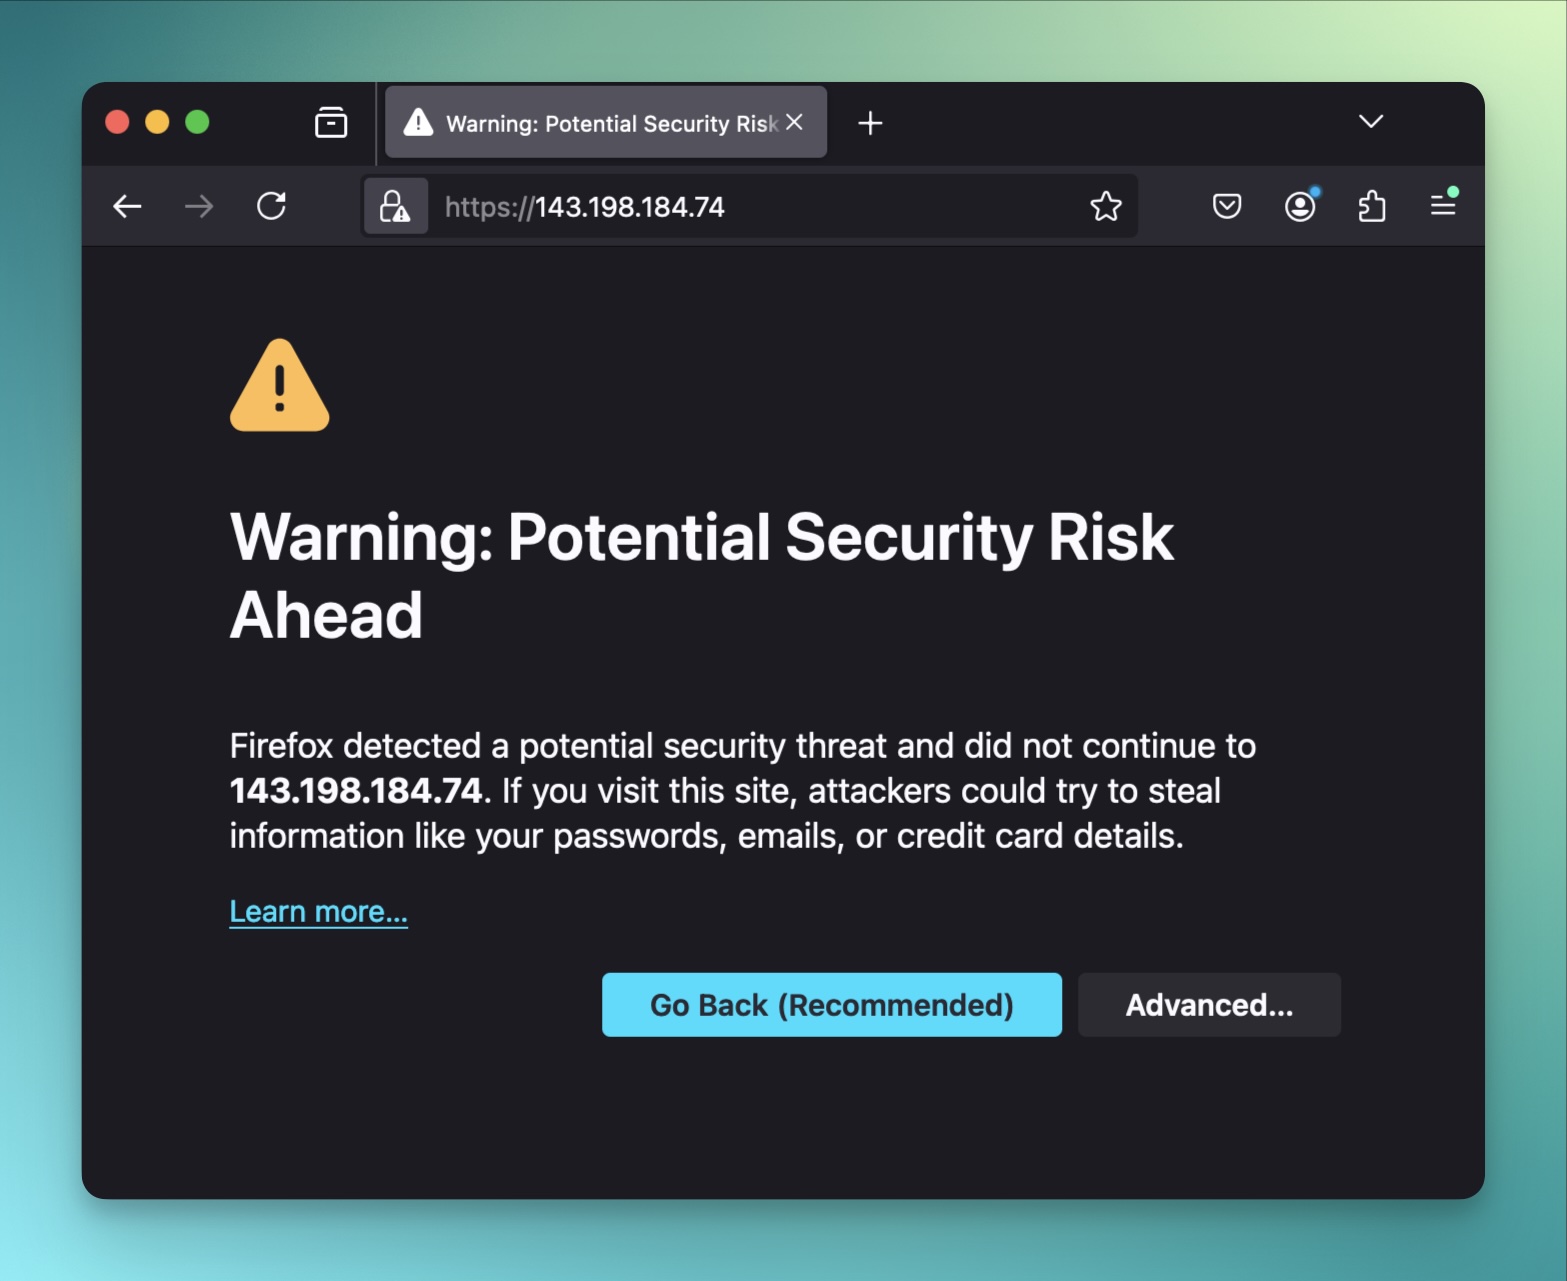 Warning: Potential Security Risk
https://143.198.184.74
Warning: Potential Security Risk
Ahead
Firefox detected a potential security threat and did not continue to
143.198.184.74. If you visit this site, attackers could try to steal
information like your passwords, emails, or credit card details.
Learn more...
Go Back (Recommended)
Advanced...